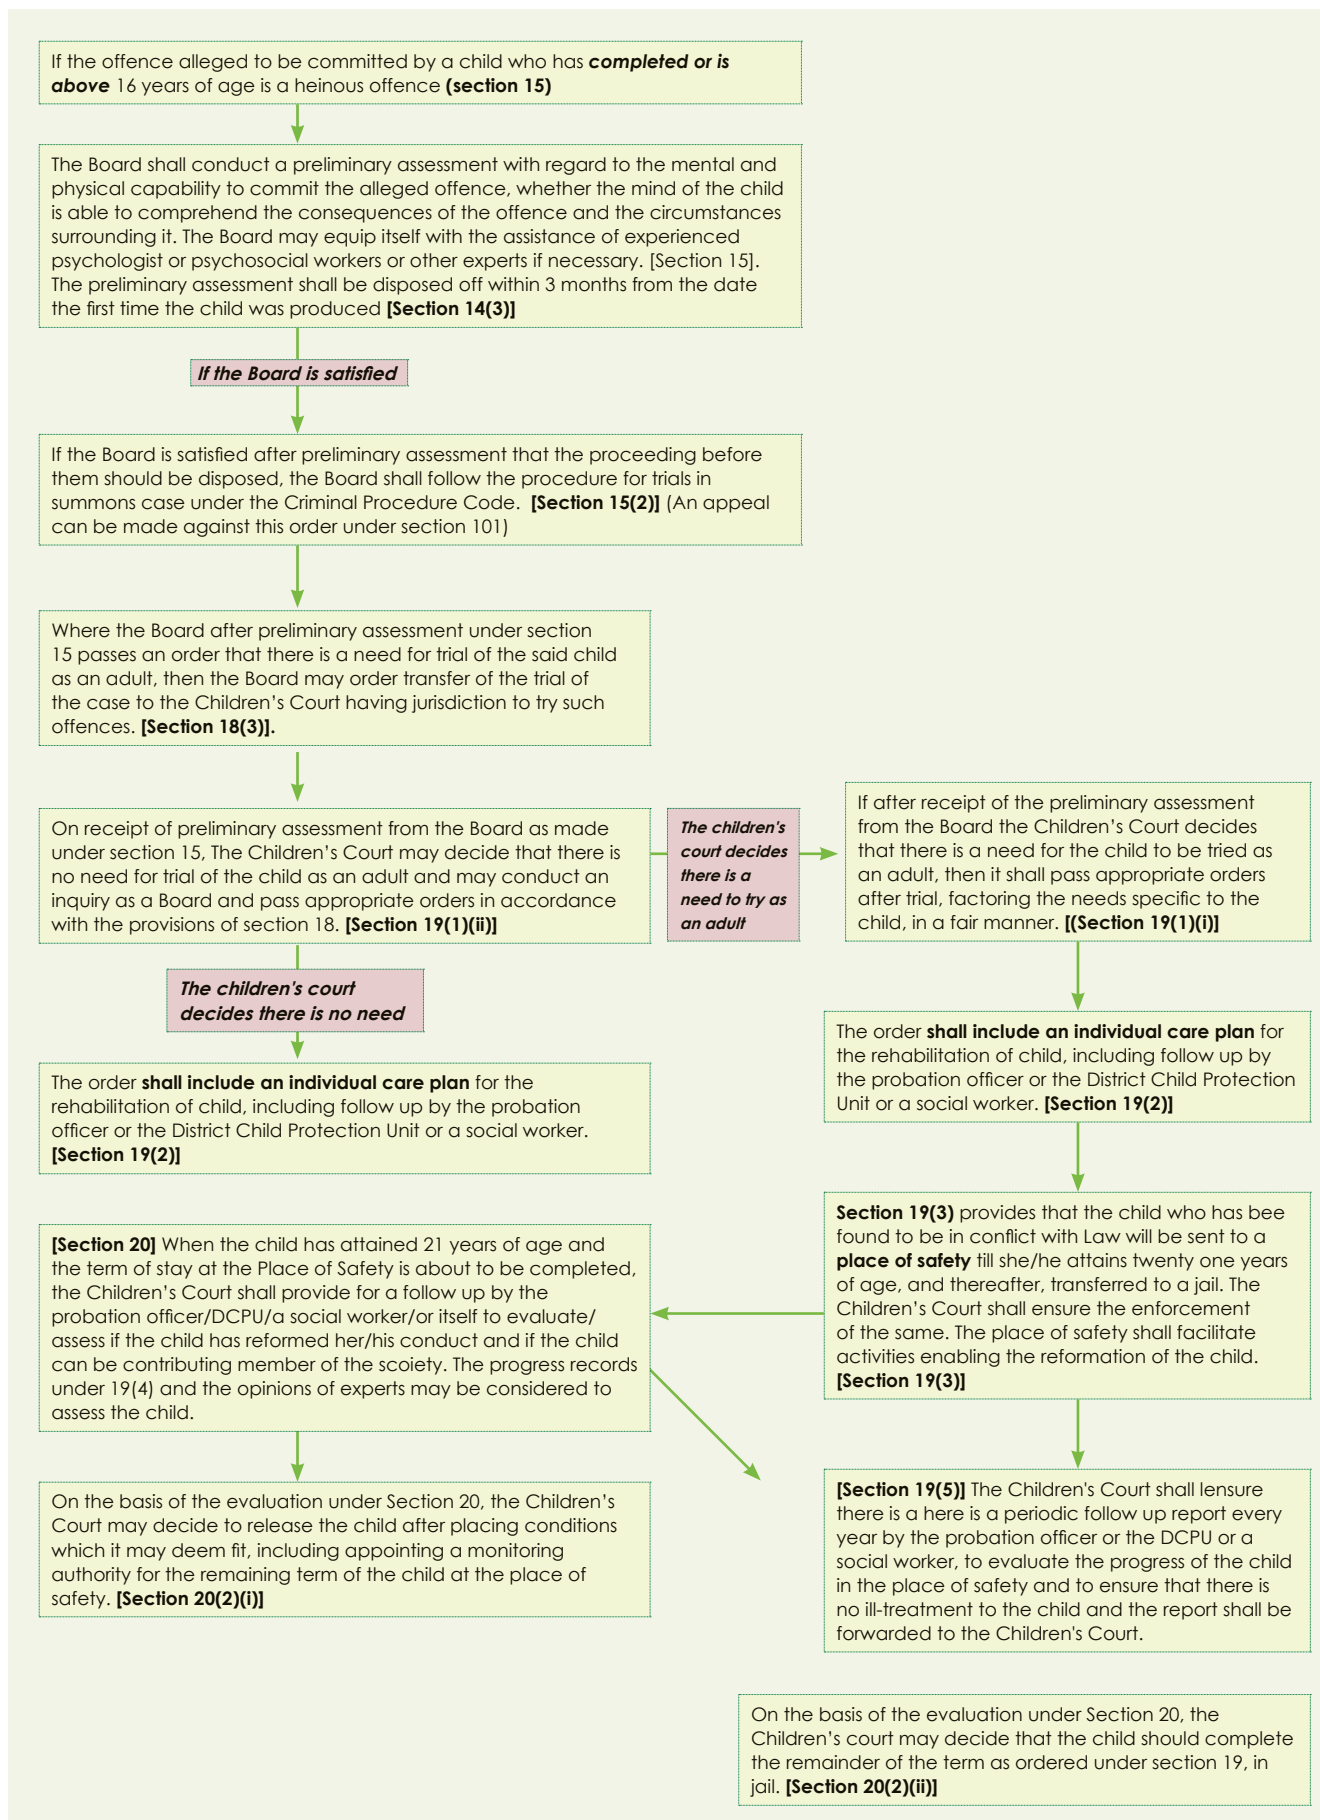 If the offence alleged to be committed by a child who has completed or is
above 16 years of age is a heinous offence (section 15)
The Board shall conduct a preliminary assessment with regard to the mental and
physical capability to commit the alleged offence, whether the mind of the child
is able to comprehend the consequences of the offence and the circumstances
surrounding it. The Board may equip itself with the assistance of experienced
psychologist or psychosocial workers or other experts if necessary. [Section 15].
The preliminary assessment shall be disposed off within 3 months from the date
the first time the child was produced [Section 14(3)]
If the Board is satisfied
If the Board is satisfied after preliminary assessment that the proceeding before
them should be disposed, the Board shall follow the procedure for trials in
summons case under the Criminal Procedure Code. [Section 15(2)] (An appeal
can be made against this order under section 101)
Where the Board after preliminary assessment under section
15 passes an order that there is a need for trial of the said child
as an adult, then the Board may order transfer of the trial of
the case to the Children’s Court having jurisdiction to try such
offences. [Section 18(3)].
On receipt of preliminary assessment from the Board as made
under section 15, The Children’s Court may decide that there is
no need for trial of the child as an adult and may conduct an
inquiry as a Board and pass appropriate orders in accordance
with the provisions of section 18. [Section 19(1)(ii)]
The children's
court decides
there is a
need to try as
an adult
If after receipt of the preliminary assessment
from the Board the Children’s Court decides
that there is a need for the child to be tried as
an adult, then it shall pass appropriate orders
after trial, factoring the needs specific to the
child, in a fair manner. [(Section 19(1)(i)]
The children's court
decides there is no need
The order shall include an individual care plan for the
rehabilitation of child, including follow up by the probation
officer or the District Child Protection Unit or a social worker.
[Section 19(2)]
The order shall include an individual care plan for
the rehabilitation of child, including follow up by
the probation officer or the District Child Protection
Unit or a social worker. [Section 19(2)]
Section 19(3) provides that the child who has bee
found to be in conflict with Law will be sent to a
place of safety till she/he attains twenty one years
of age, and thereafter, transferred to a jail. The
Children’s Court shall ensure the enforcement
of the same. The place of safety shall facilitate
activities enabling the reformation of the child.
[Section 19(3)]
[Section 20] When the child has attained 21 years of age and
the term of stay at the Place of Safety is about to be completed,
the Children’s Court shall provide for a follow up by the
probation officer/DCPU/a social worker/or itself to evaluate/
assess if the child has reformed her/his conduct and if the child
can be contributing member of the scoiety. The progress records
under 19(4) and the opinions of experts may be considered to
assess the child.
On the basis of the evaluation under Section 20, the Children’s
Court may decide to release the child after placing conditions
which it may deem fit, including appointing a monitoring
authority for the remaining term of the child at the place of
safety. [Section 20(2)(i)]
[Section 19(5)] The Children's Court shall lensure
there is a here is a periodic follow up report every
year by the probation officer or the DCPU or a
social worker, to evaluate the progress of the child
in the place of safety and to ensure that there is
no ill-treatment to the child and the report shall be
forwarded to the Children's Court.
On the basis of the evaluation under Section 20, the
Children’s court may decide that the child should complete
the remainder of the term as ordered under section 19, in
jail. [Section 20(2)(ii)]